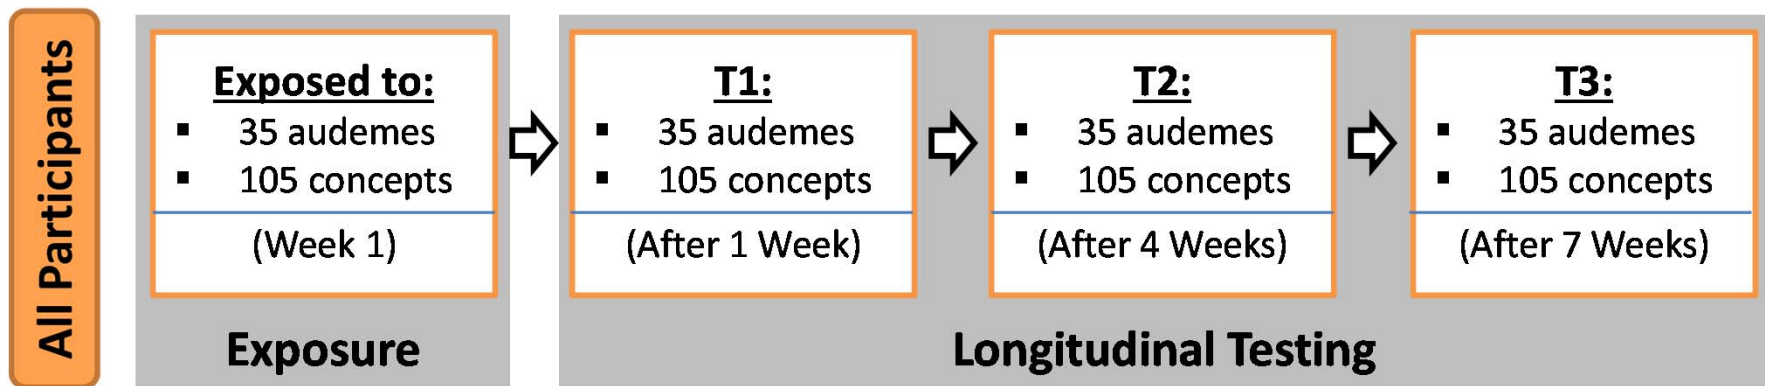 All Participants
Exposed to:
▪ 35 audemes
▪ 105 concepts
(Week 1)
Exposure
T1:
▪ 35 audemes
▪ 105 concepts
(After 1 Week)
T2:
▪ 35 audemes
▪ 105 concepts
(After 4 Weeks)
T3:
▪ 35 audemes
▪ 105 concepts
(After 7 Weeks)
Longitudinal Testing